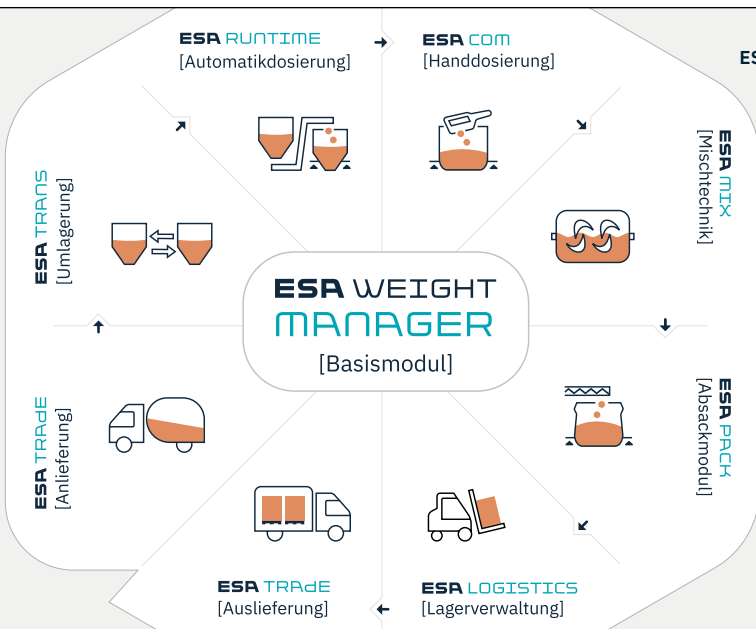 ESA RUNTIME
[Automatikdosierung]
ESA COM
[Handdosierung]
ES
ESA MIX
[Mischtechnik]
ESA TRANS
[Umlagerung]
ESA WEIGHT
MANAGER
[Basismodul]
ESA PACK
[Absackmodul]
ESA TRAdE
[Anlieferung]
ESA TRAdE
[Auslieferung]
ESA LOGISTICS
[Lagerverwaltung]